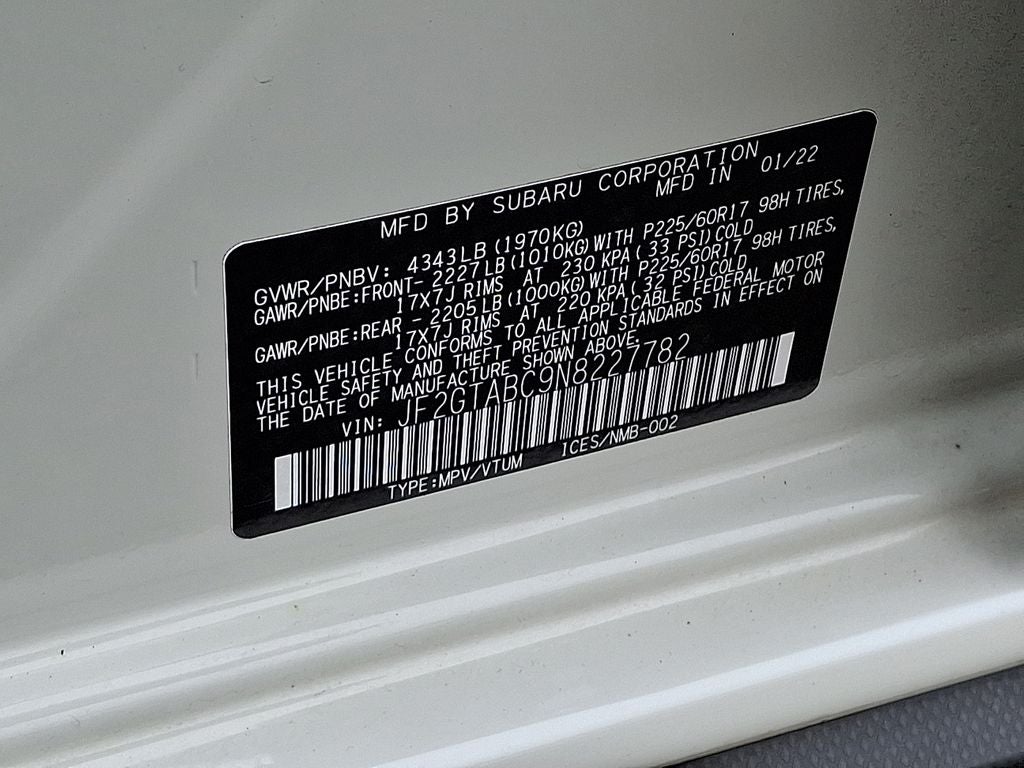 MFD BY SUBARU CORPORATION
MFD IN 01/22
GVWR/PNBV: 4343LB(1970KG)
GAWR/PNBE:FRONT- 2227LB(1010KG)WITH P225/60R17 98H TIRES,
17X7J RIMS AT 230 KPA(33 PSI)COLD
GAWR/PNBE:REAR - 2205LB(1000KG)WITH P225/60R17 98H TIRES,
17X7J RIMS AT 220 KPA(32 PSI)COLD
THIS VEHICLE CONFORMS TO ALL APPLICABLE FEDERAL MOTOR
VEHICLE SAFETY AND THEFT PREVENTION STANDARDS IN EFFECT ON
THE DATE OF MANUFACTURE SHOWN ABOVE.
VIN: JF2GTABC9N8227782
TYPE:MPV/VTUM ICES/NMB-002